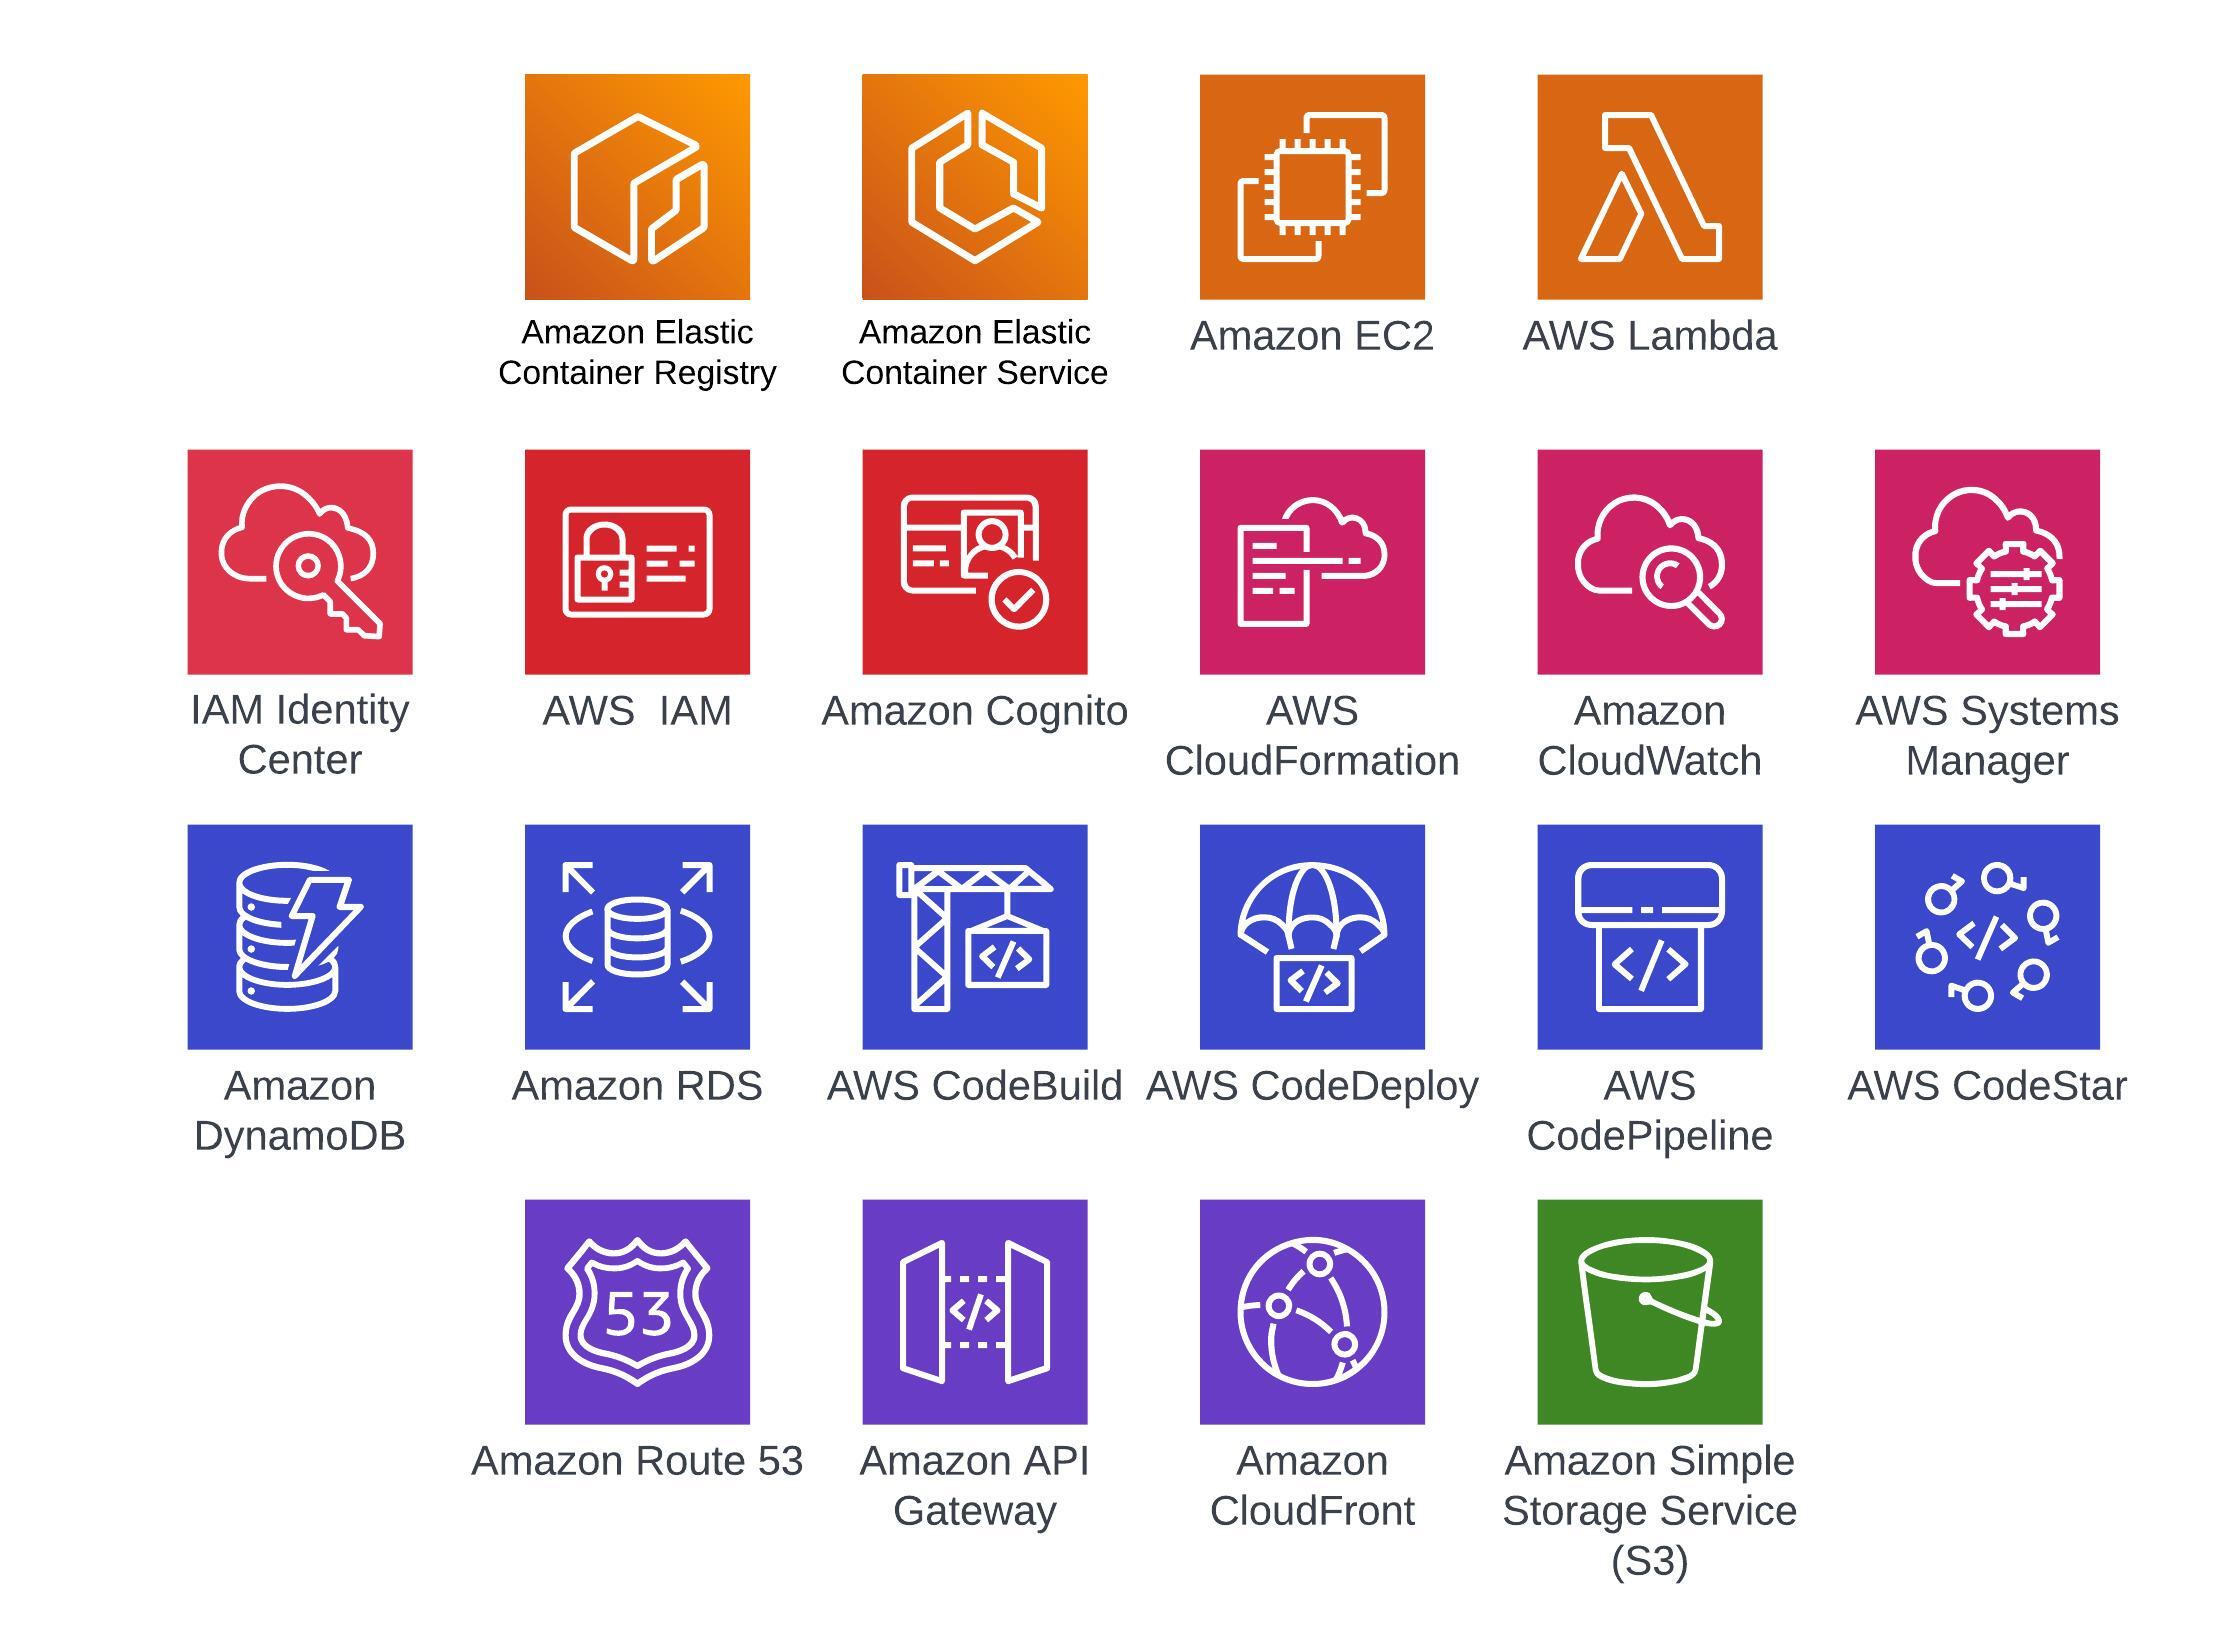 Amazon Elastic
Container Registry
Amazon Elastic
Container Service
Amazon EC2
AWS Lambda
IAM Identity
Center
AWS  IAM
Amazon Cognito
AWS
CloudFormation
Amazon
CloudWatch
AWS Systems
Manager
Amazon
DynamoDB
Amazon RDS
</>
AWS CodeBuild
</>
AWS CodeDeploy
</>
AWS
CodePipeline
</>
AWS CodeStar
53
Amazon Route 53
</>
Amazon API
Gateway
Amazon
CloudFront
Amazon Simple
Storage Service
(S3)